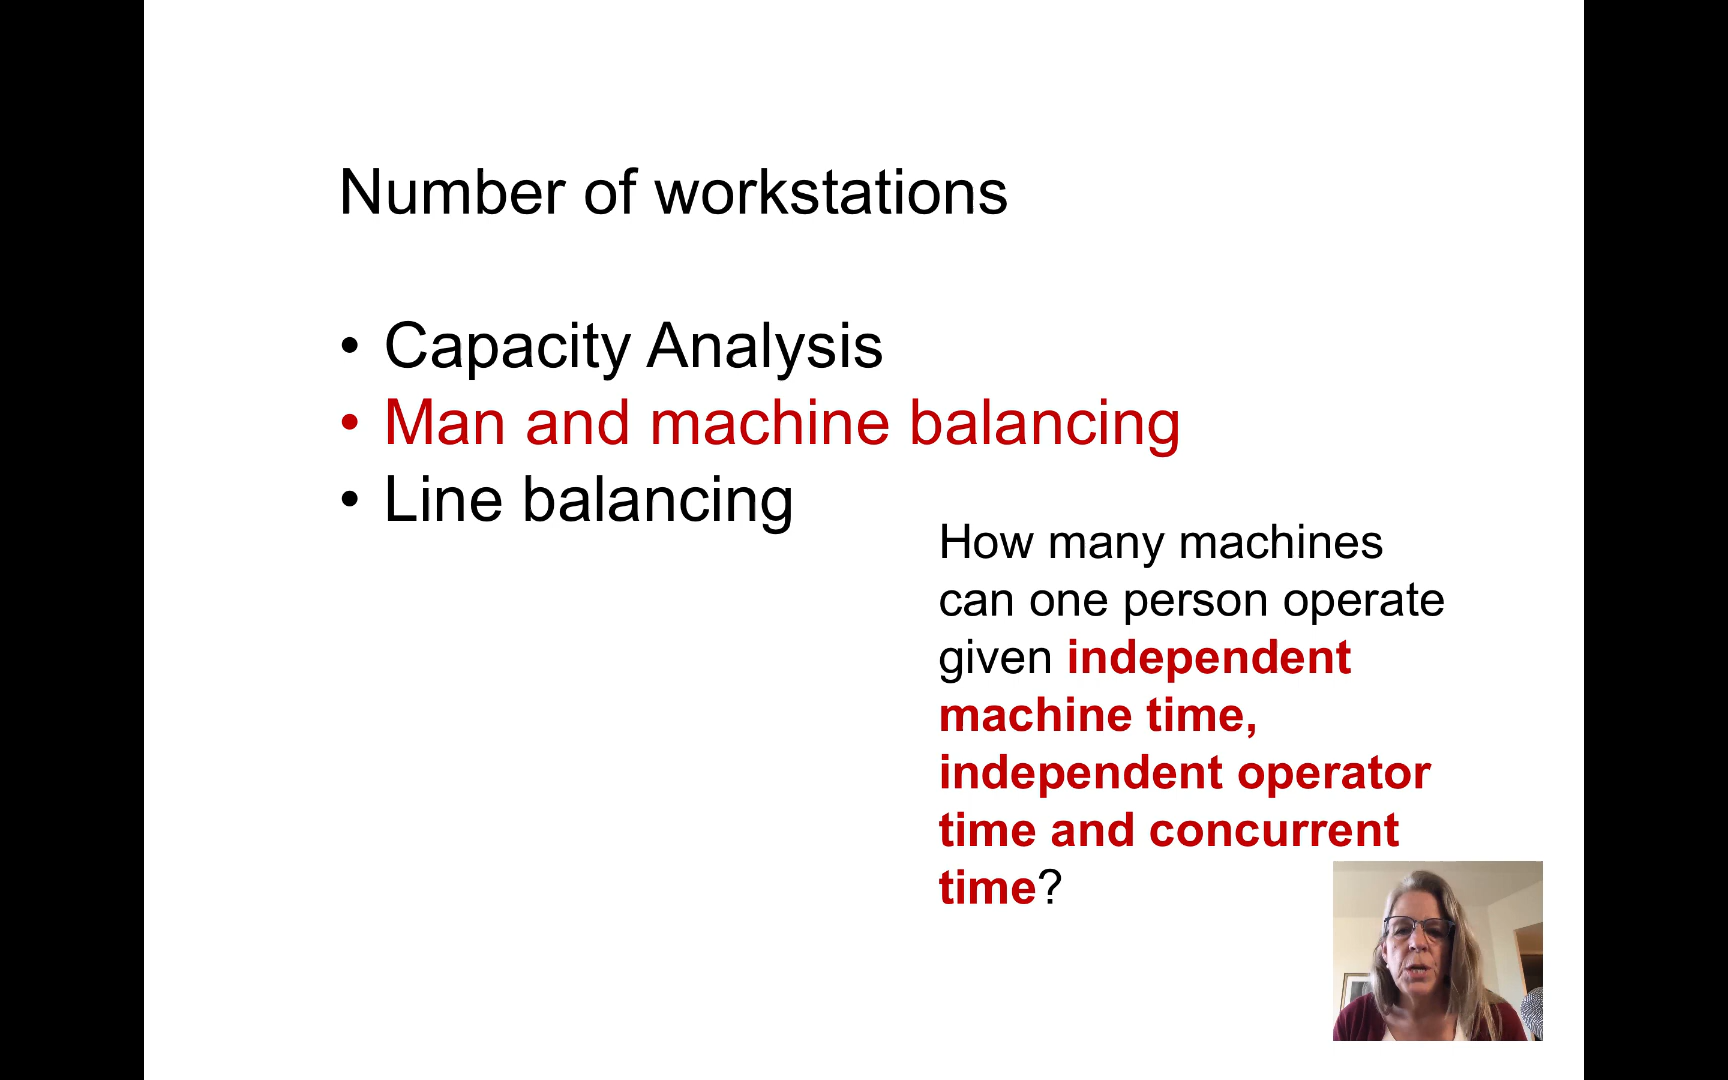 Number of workstations
• Capacity Analysis
• Man and machine balancing
• Line balancing
How many machines
can one person operate
given independent
machine time,
independent operator
time and concurrent
time?